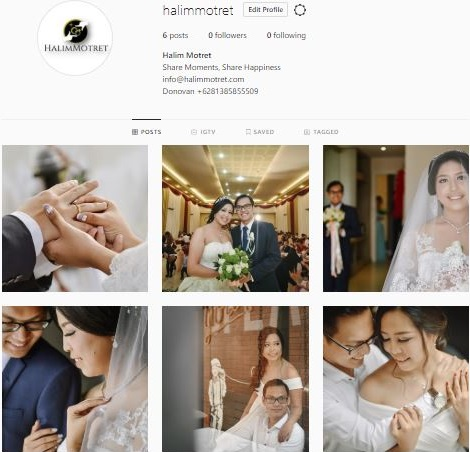 halimmotret
Edit Profile
HALIMMOTRET
6 posts
0 followers
0 following
Halim Motret
Share Moments, Share Happiness
info@halimmotret.com
Donovan +6281385855509
POSTS
IGTV
SAVED
TAGGED